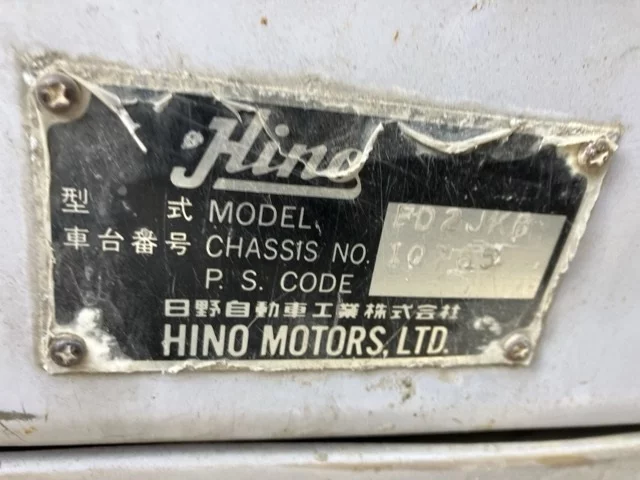 Hino
型 式 MODEL FD2JKB
車台番号 CHASSIS NO.
P. S. CODE
日野自動車工業株式会社
HINO MOTORS, LTD.